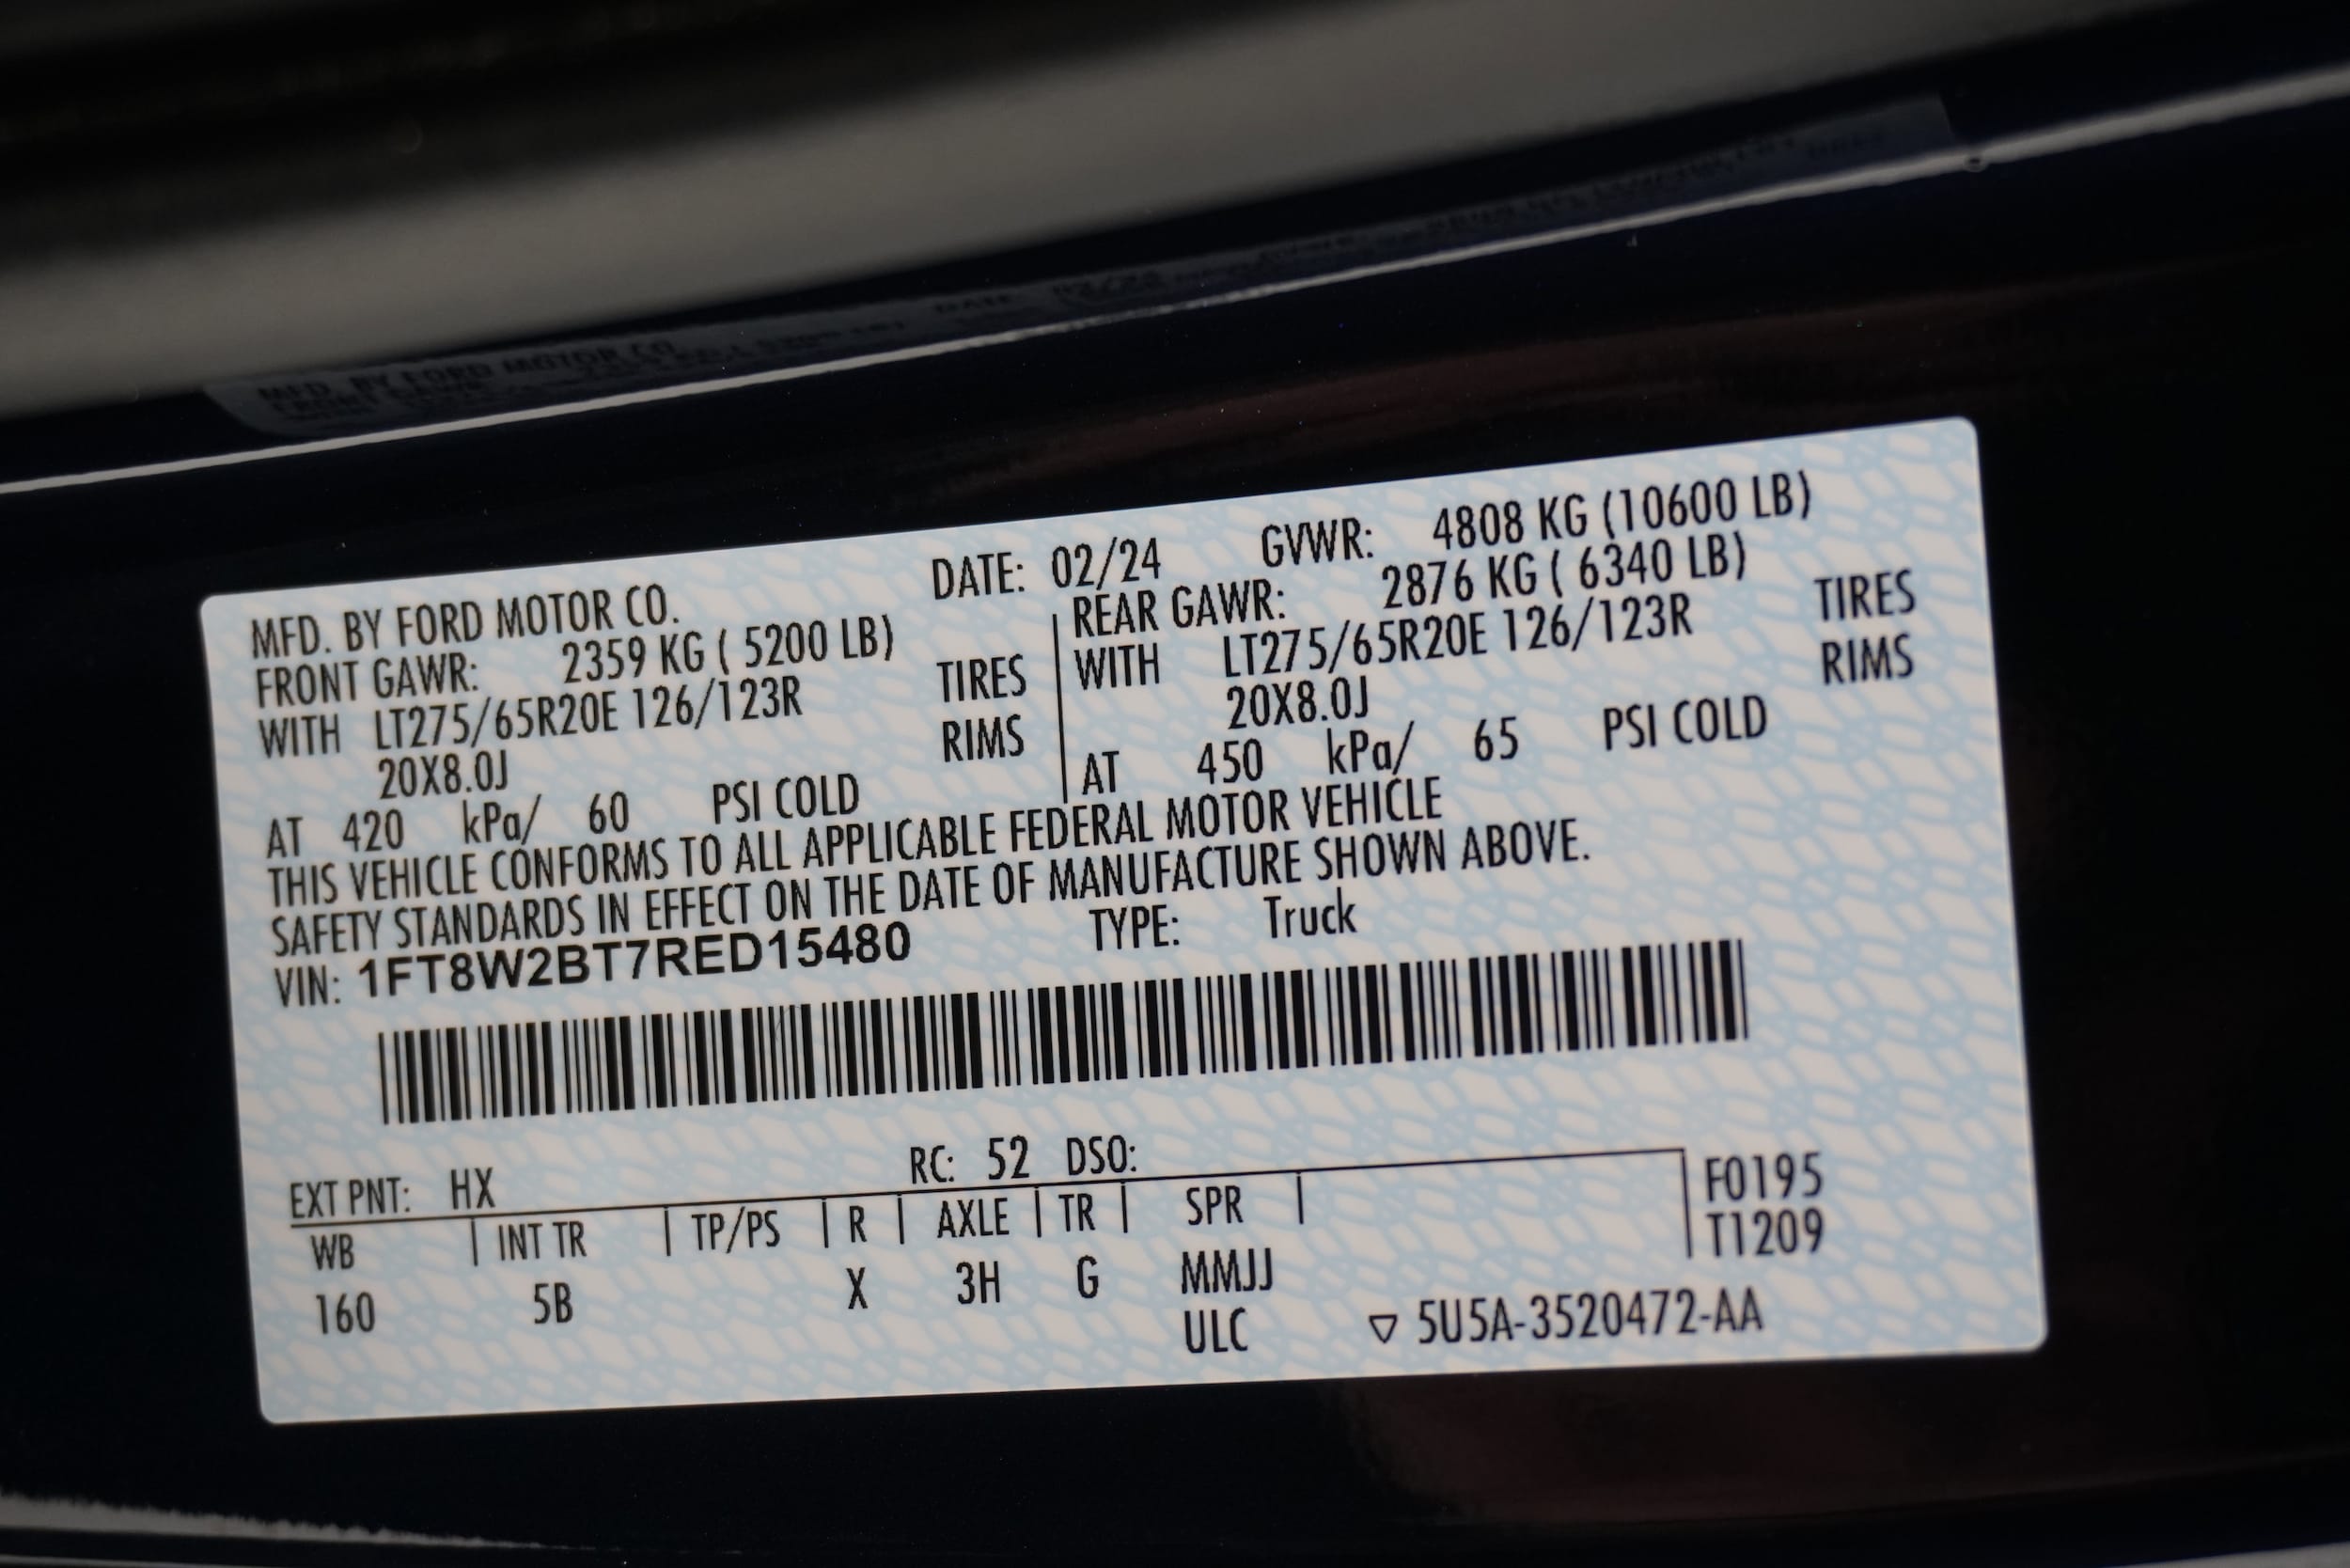 MFD. BY FORD MOTOR CO.
MFD. BY FORD MOTOR CO. DATE: 02/24 GVWR: 4808 KG (10600 LB)
FRONT GAWR: 2359 KG ( 5200 LB) REAR GAWR: 2876 KG ( 6340 LB)
WITH LT275/65R20E 126/123R TIRES WITH LT275/65R20E 126/123R TIRES
20X8.0J RIMS 20X8.0J RIMS
AT 420 kPa/ 60 PSI COLD AT 450 kPa/ 65 PSI COLD
THIS VEHICLE CONFORMS TO ALL APPLICABLE FEDERAL MOTOR VEHICLE
SAFETY STANDARDS IN EFFECT ON THE DATE OF MANUFACTURE SHOWN ABOVE.
VIN: 1FT8W2BT7RED15480 TYPE: Truck
EXT PNT: HX RC: 52 DSO:
WB | INT TR | TP/PS | R | AXLE | TR | SPR | F0195
160 5B X 3H G MMJJ T1209
ULC ▽ 5U5A-3520472-AA